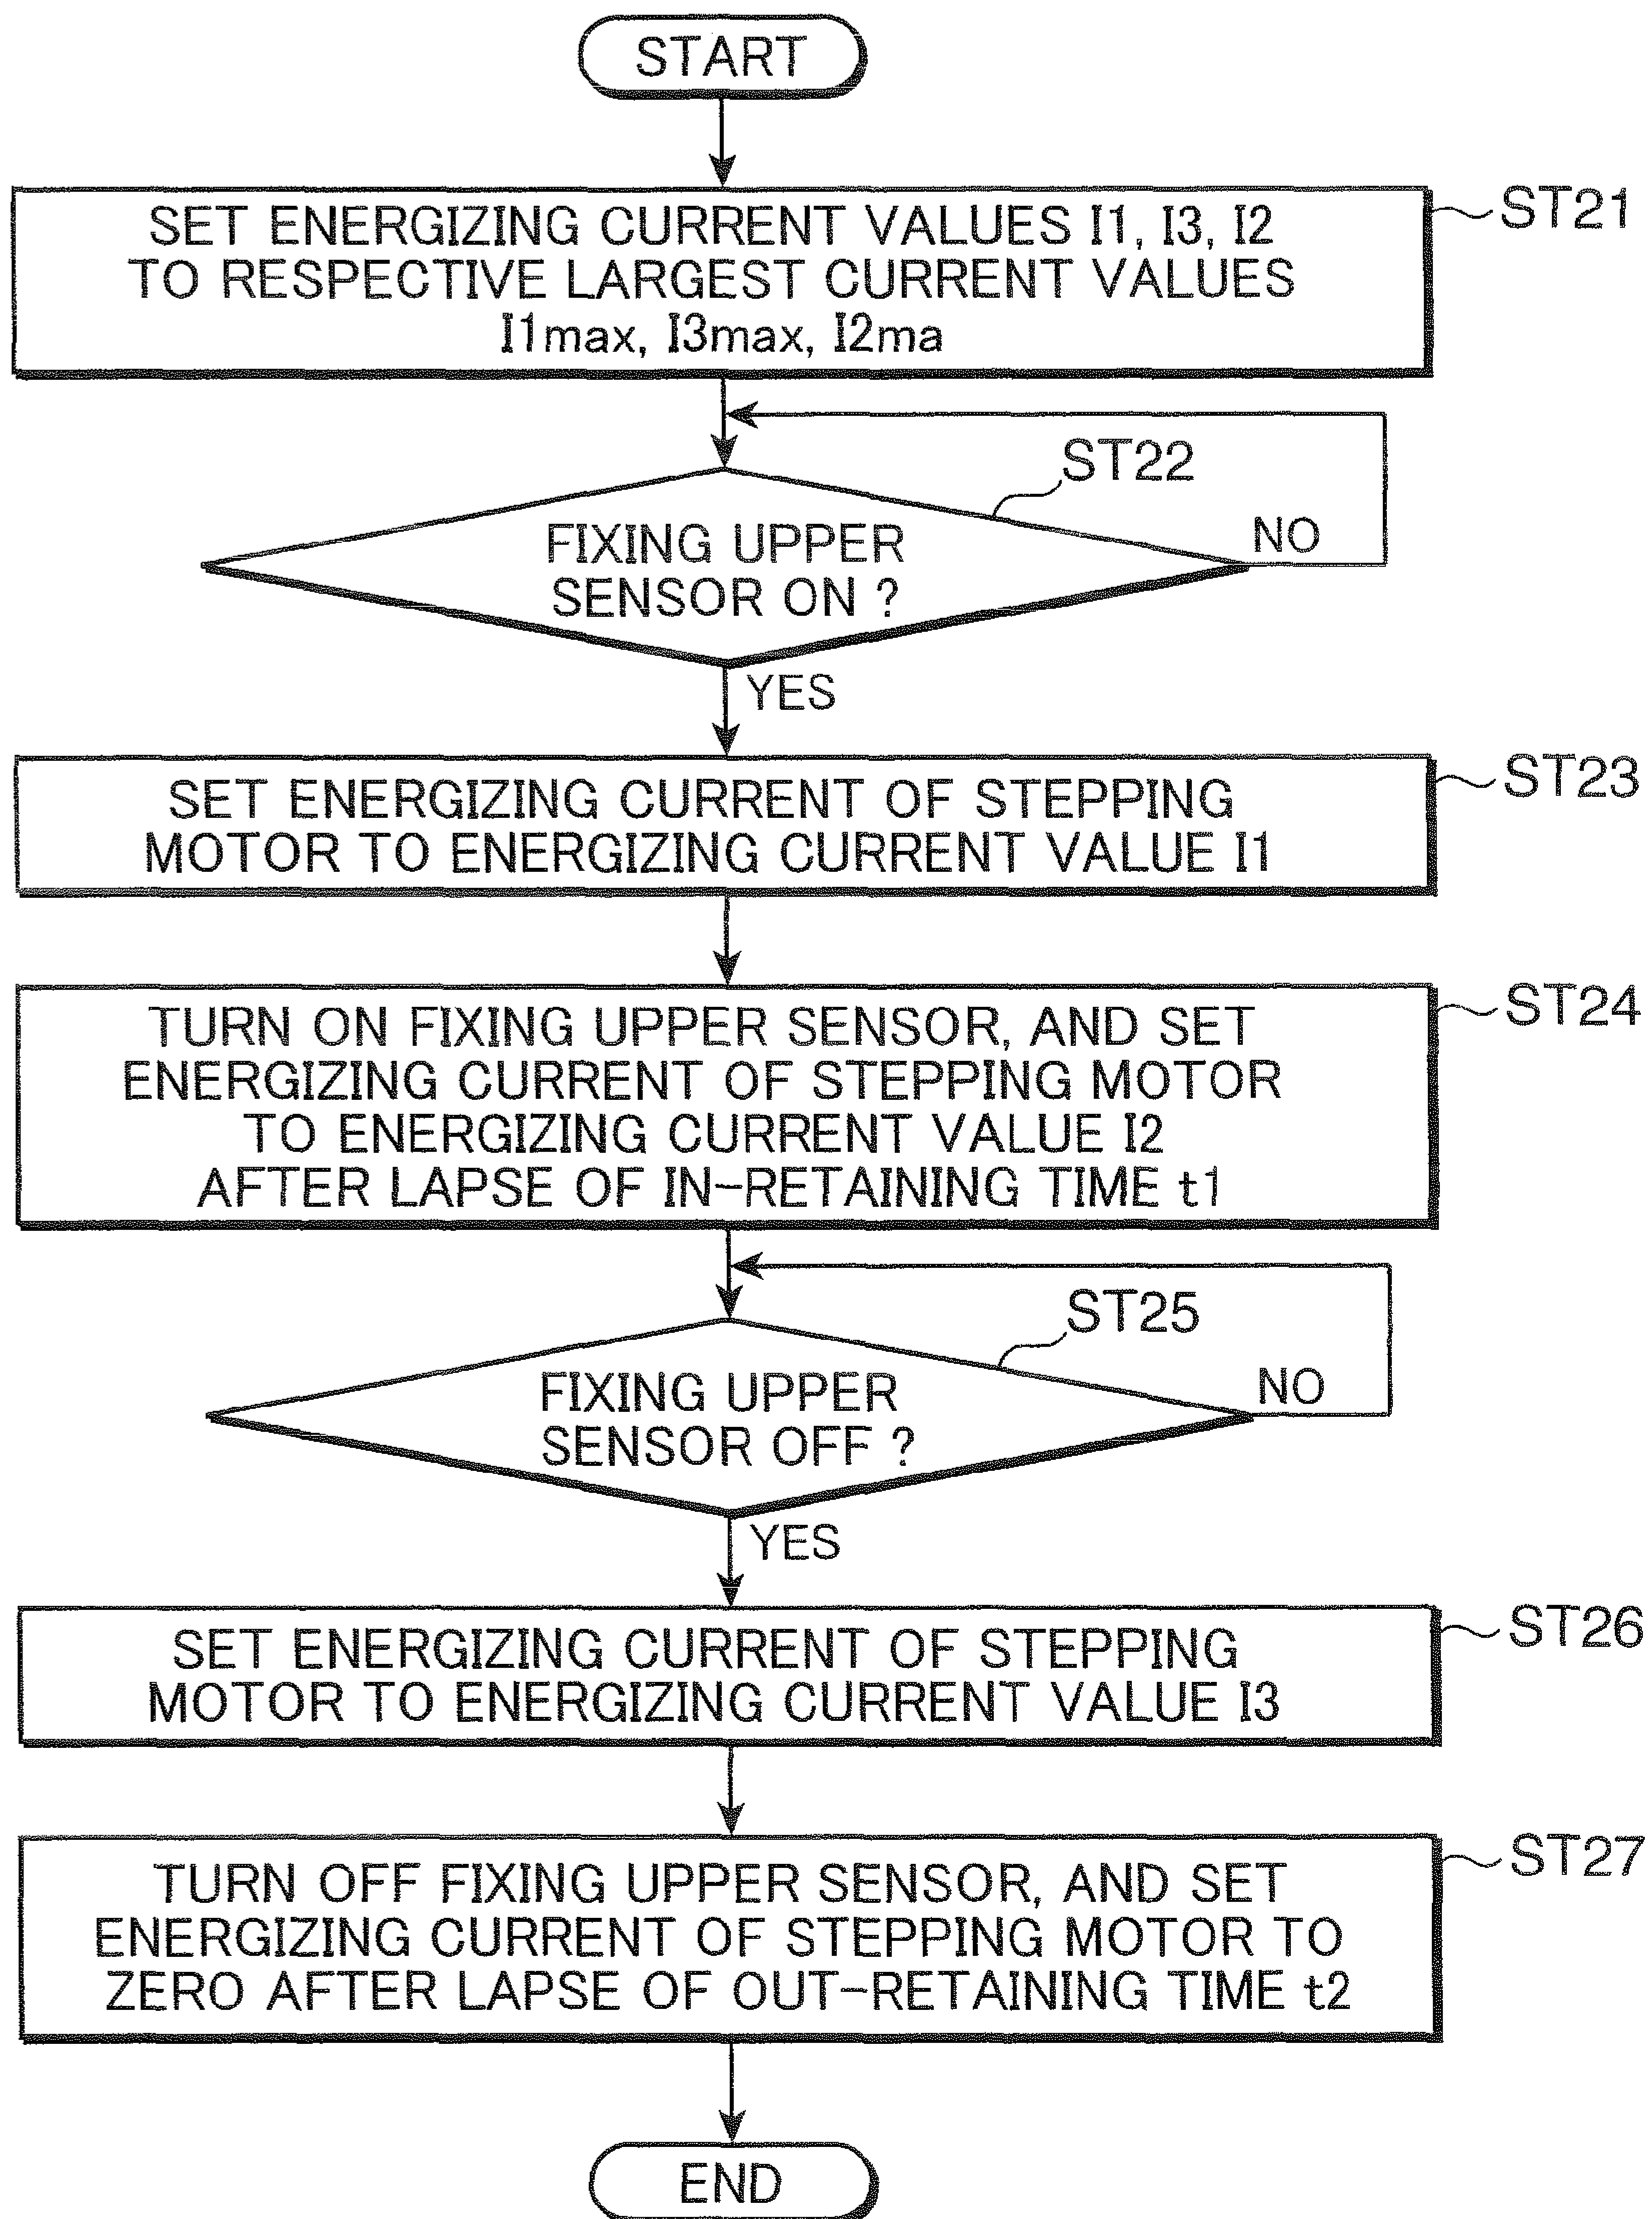 START
SET ENERGIZING CURRENT VALUES I1, I3, I2
TO RESPECTIVE LARGEST CURRENT VALUES
I1max, I3max, I2ma
ST21
ST22
FIXING UPPER
SENSOR ON ?
NO
YES
SET ENERGIZING CURRENT OF STEPPING
MOTOR TO ENERGIZING CURRENT VALUE I1
ST23
TURN ON FIXING UPPER SENSOR, AND SET
ENERGIZING CURRENT OF STEPPING MOTOR
TO ENERGIZING CURRENT VALUE I2
AFTER LAPSE OF IN-RETAINING TIME t1
ST24
ST25
FIXING UPPER
SENSOR OFF ?
NO
YES
SET ENERGIZING CURRENT OF STEPPING
MOTOR TO ENERGIZING CURRENT VALUE I3
ST26
TURN OFF FIXING UPPER SENSOR, AND SET
ENERGIZING CURRENT OF STEPPING MOTOR TO
ZERO AFTER LAPSE OF OUT-RETAINING TIME t2
ST27
END